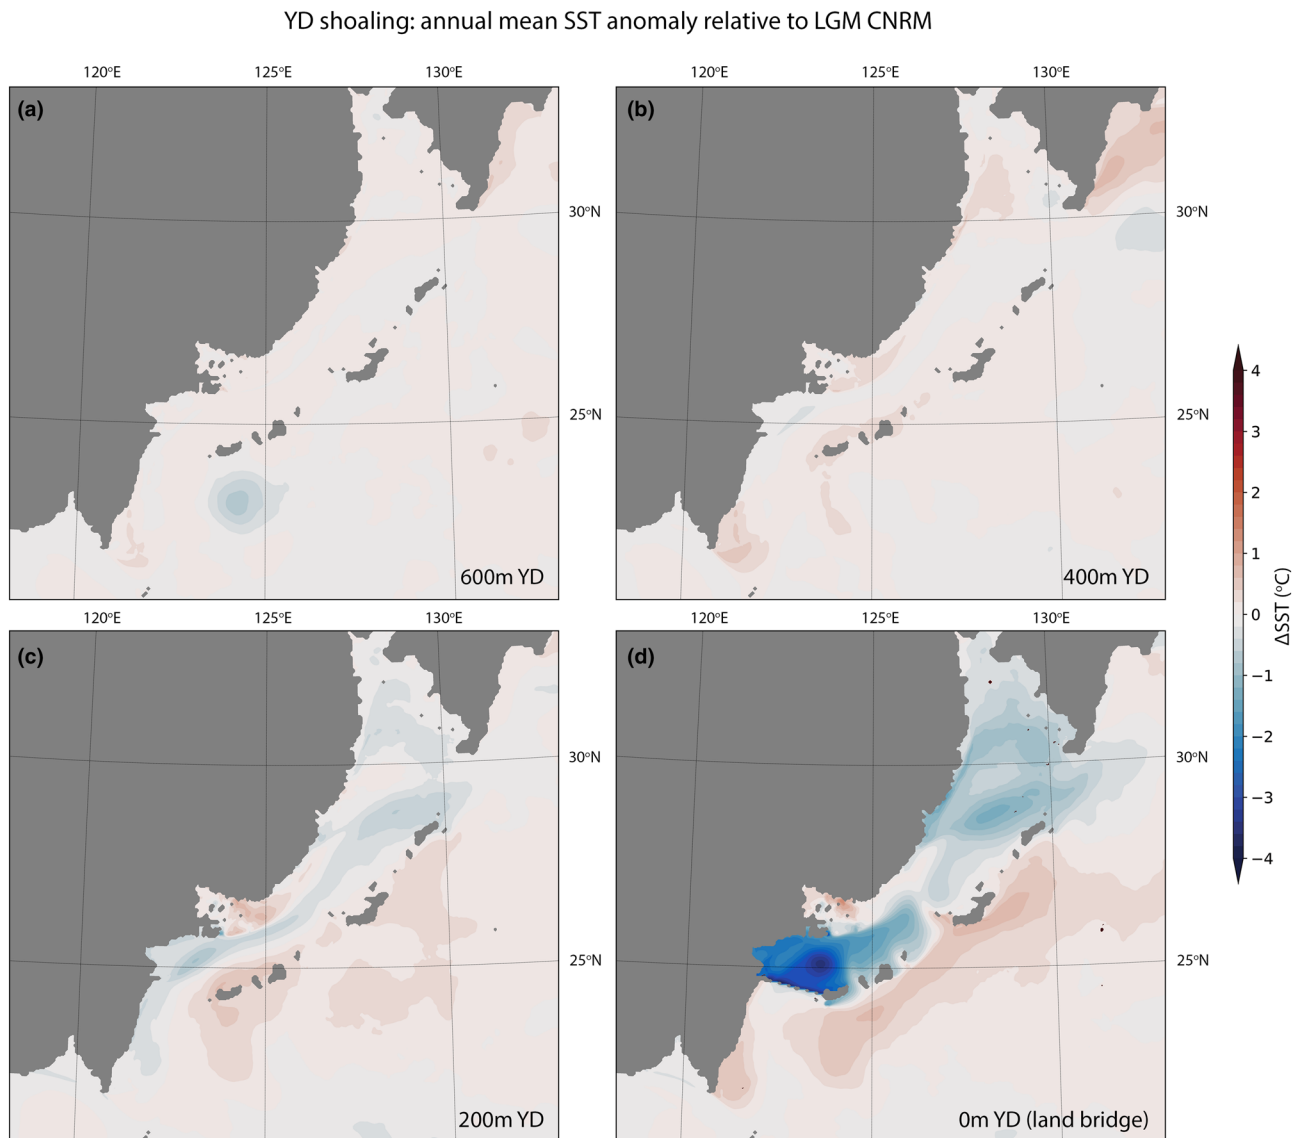 YD shoaling: annual mean SST anomaly relative to LGM CNRM
120°E 125°E 130°E 120°E 125°E 130°E
(a) (b)
30°N 30°N
25°N 25°N
600m YD 400m YD
120°E 125°E 130°E 120°E 125°E 130°E
(c) (d)
30°N 30°N
25°N 25°N
200m YD 0m YD (land bridge)
4
3
2
1
0
−1
−2
−3
−4
ΔSST (°C)